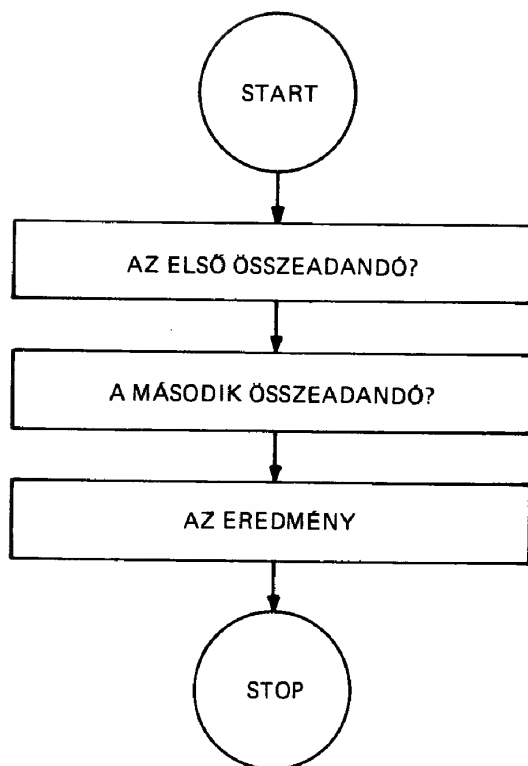 START
AZ ELSŐ ÖSSZEADANDÓ?
A MÁSODIK ÖSSZEADANDÓ?
AZ EREDMÉNY
STOP